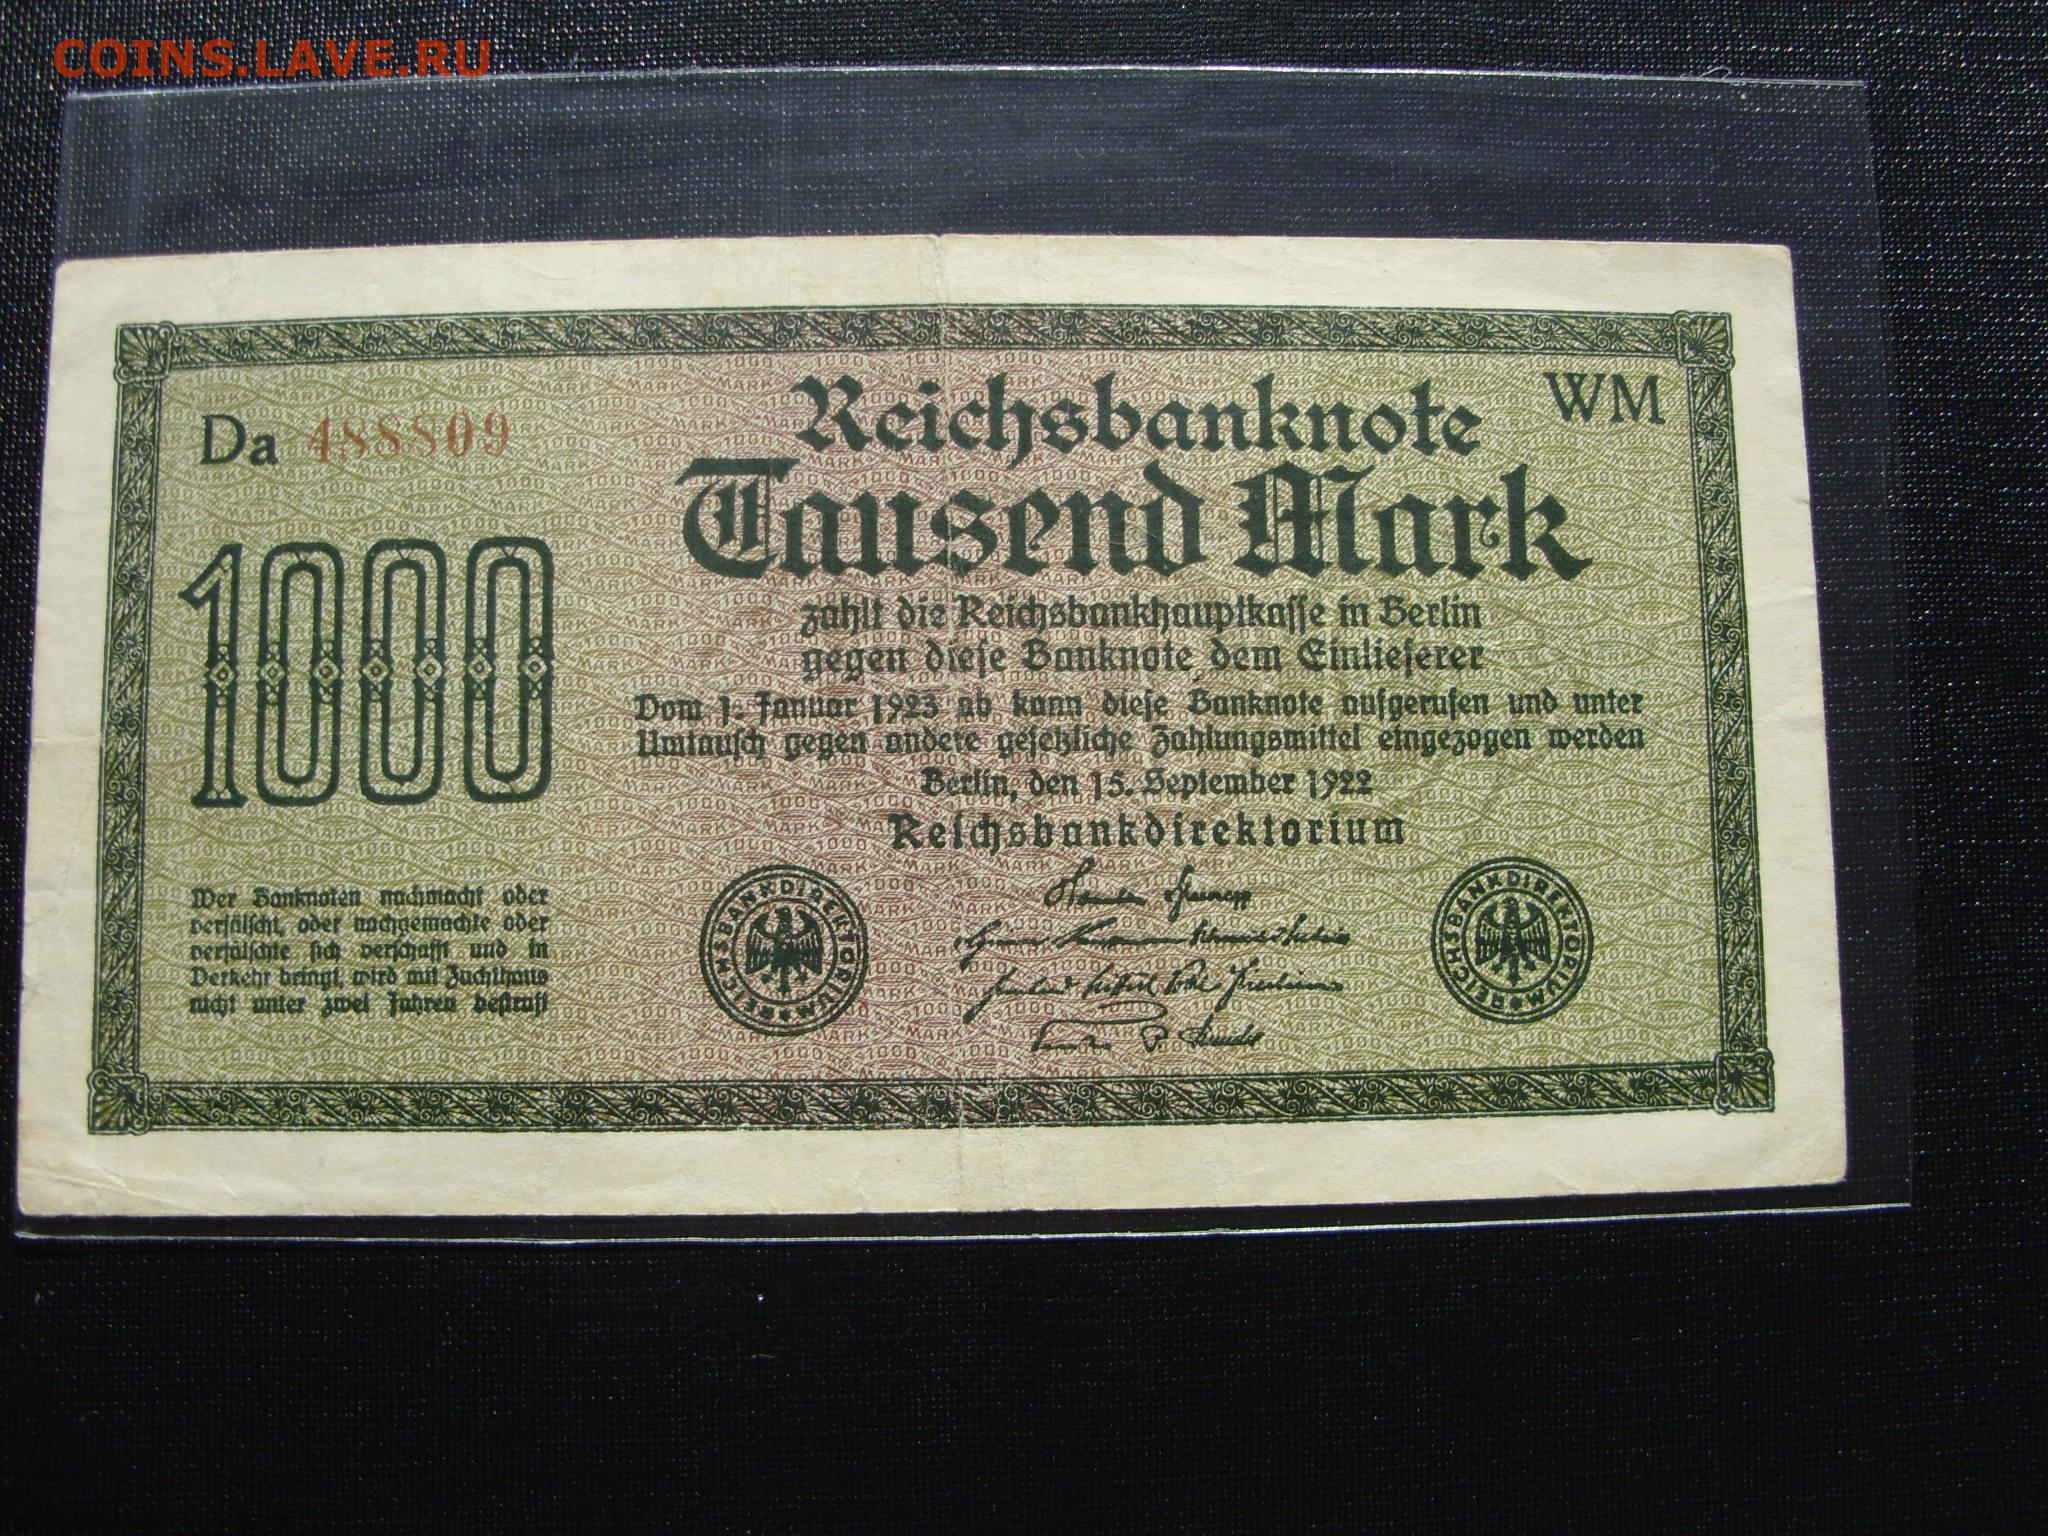 COINS.LAVE.RU
Da 488809
Reichsbanknote
WM
Tausend Mark
1000
zahlt die Reichsbankhauptkasse in Berlin
gegen diese Banknote dem Einlieferer
Vom 1. Januar 1923 ab kann diese Banknote aufgerufen und unter
Umtausch gegen andere gesetzliche Zahlungsmittel eingezogen werden
Berlin, den 15. September 1922
Reichsbankdirektorium
Wer Banknoten nachmacht oder
verfälscht, oder nachgemachte oder
verfälschte sich verschafft und in
Verkehr bringt, wird mit Zuchthaus
nicht unter zwei Jahren bestraft
REICHSBANKDIREKTORIUM
REICHSBANKDIREKTORIUM